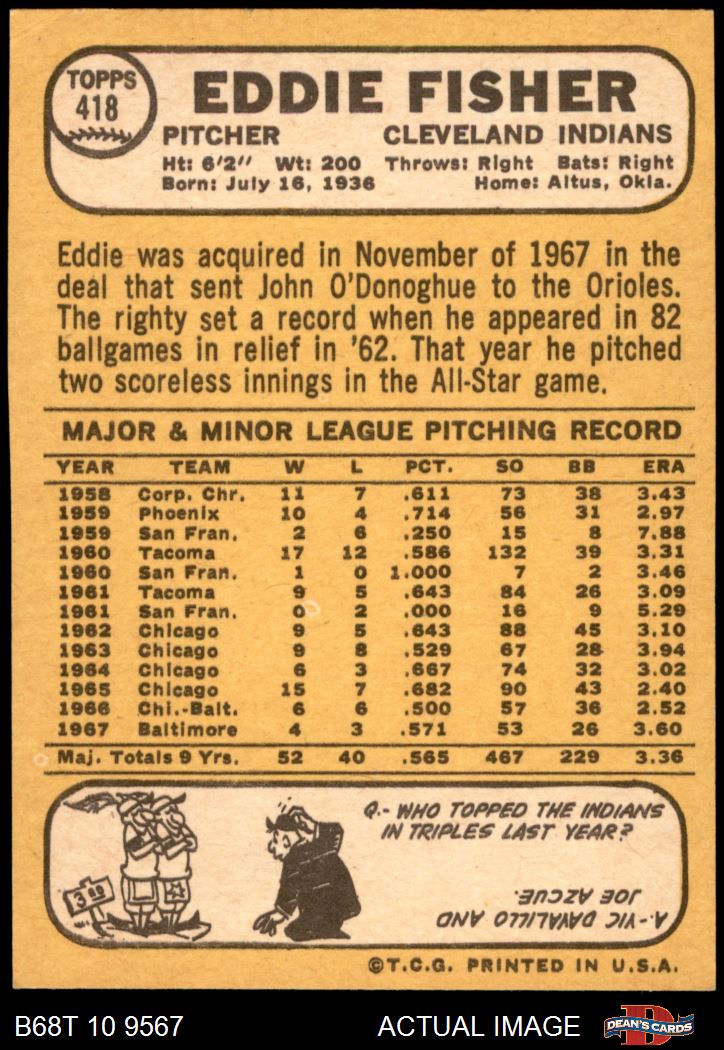 TOPPS
418
EDDIE FISHER
PITCHER CLEVELAND INDIANS
Ht: 6'2" Wt: 200 Throws: Right Bats: Right
Born: July 16, 1936 Home: Altus, Okla.
Eddie was acquired in November of 1967 in the
deal that sent John O'Donoghue to the Orioles.
The righty set a record when he appeared in 82
ballgames in relief in '62. That year he pitched
two scoreless innings in the All-Star game.
MAJOR & MINOR LEAGUE PITCHING RECORD
YEAR TEAM W L PCT. SO BB ERA
1958 Corp. Chr. 11 7 .611 73 38 3.43
1959 Phoenix 10 4 .714 56 31 2.97
1959 San Fran. 2 6 .250 15 8 7.88
1960 Tacoma 17 12 .586 132 39 3.31
1960 San Fran. 1 0 1.000 7 2 3.46
1961 Tacoma 9 5 .643 84 26 3.09
1961 San Fran. 0 2 .000 16 9 5.29
1962 Chicago 9 5 .643 88 45 3.10
1963 Chicago 9 8 .529 67 28 3.94
1964 Chicago 6 3 .667 74 32 3.02
1965 Chicago 15 7 .682 90 43 2.40
1966 Chi.-Balt. 6 6 .500 57 36 2.52
1967 Baltimore 4 3 .571 53 26 3.60
Maj. Totals 9 Yrs. 52 40 .565 467 229 3.36
Q.- WHO TOPPED THE INDIANS
IN TRIPLES LAST YEAR?
A.- VIC DAVALILLO AND
JOE AZCUE.
3RD
©T.C.G. PRINTED IN U.S.A.
B68T 10 9567 ACTUAL IMAGE
D
DEAN'S CARDS